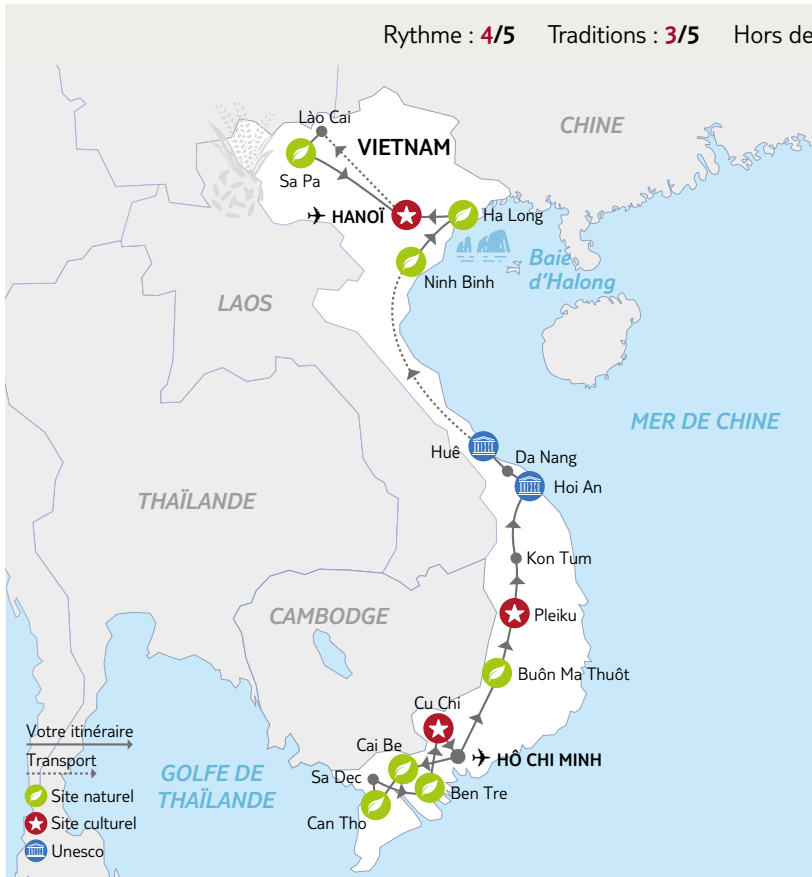 Rythme : 4/5 Traditions : 3/5 Hors de
Lào Cai
CHINE
VIETNAM
Sa Pa
HANOÏ
Ha Long
Baie
d'Halong
Ninh Binh
LAOS
MER DE CHINE
Huê
Da Nang
Hoi An
THAÏLANDE
Kon Tum
CAMBODGE
Pleiku
Buôn Ma Thuôt
Cu Chi
Votre itinéraire
Cai Be
HÔ CHI MINH
Transport
GOLFE DE
THAÏLANDE
Sa Dec
Ben Tre
Site naturel
Can Tho
Site culturel
Unesco